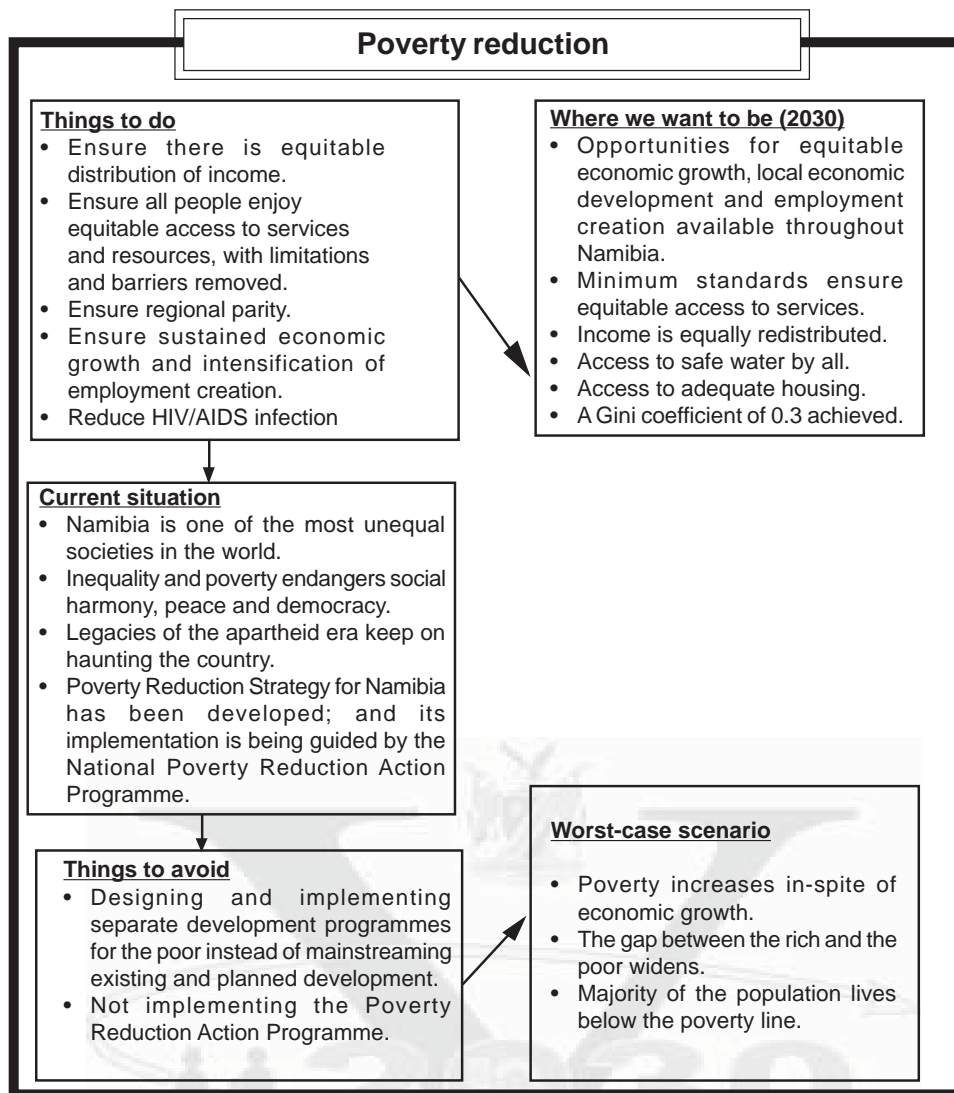 Poverty reduction
Things to do
• Ensure there is equitable
distribution of income.
• Ensure all people enjoy
equitable access to services
and resources, with limitations
and barriers removed.
• Ensure regional parity.
• Ensure sustained economic
growth and intensification of
employment creation.
• Reduce HIV/AIDS infection
Where we want to be (2030)
• Opportunities for equitable
economic growth, local economic
development and employment
creation available throughout
Namibia.
• Minimum standards ensure
equitable access to services.
• Income is equally redistributed.
• Access to safe water by all.
• Access to adequate housing.
• A Gini coefficient of 0.3 achieved.
Current situation
• Namibia is one of the most unequal
societies in the world.
• Inequality and poverty endangers social
harmony, peace and democracy.
• Legacies of the apartheid era keep on
haunting the country.
• Poverty Reduction Strategy for Namibia
has been developed; and its
implementation is being guided by the
National Poverty Reduction Action
Programme.
Things to avoid
• Designing and implementing
separate development programmes
for the poor instead of mainstreaming
existing and planned development.
• Not implementing the Poverty
Reduction Action Programme.
Worst-case scenario
• Poverty increases in-spite of
economic growth.
• The gap between the rich and the
poor widens.
• Majority of the population lives
below the poverty line.
2030